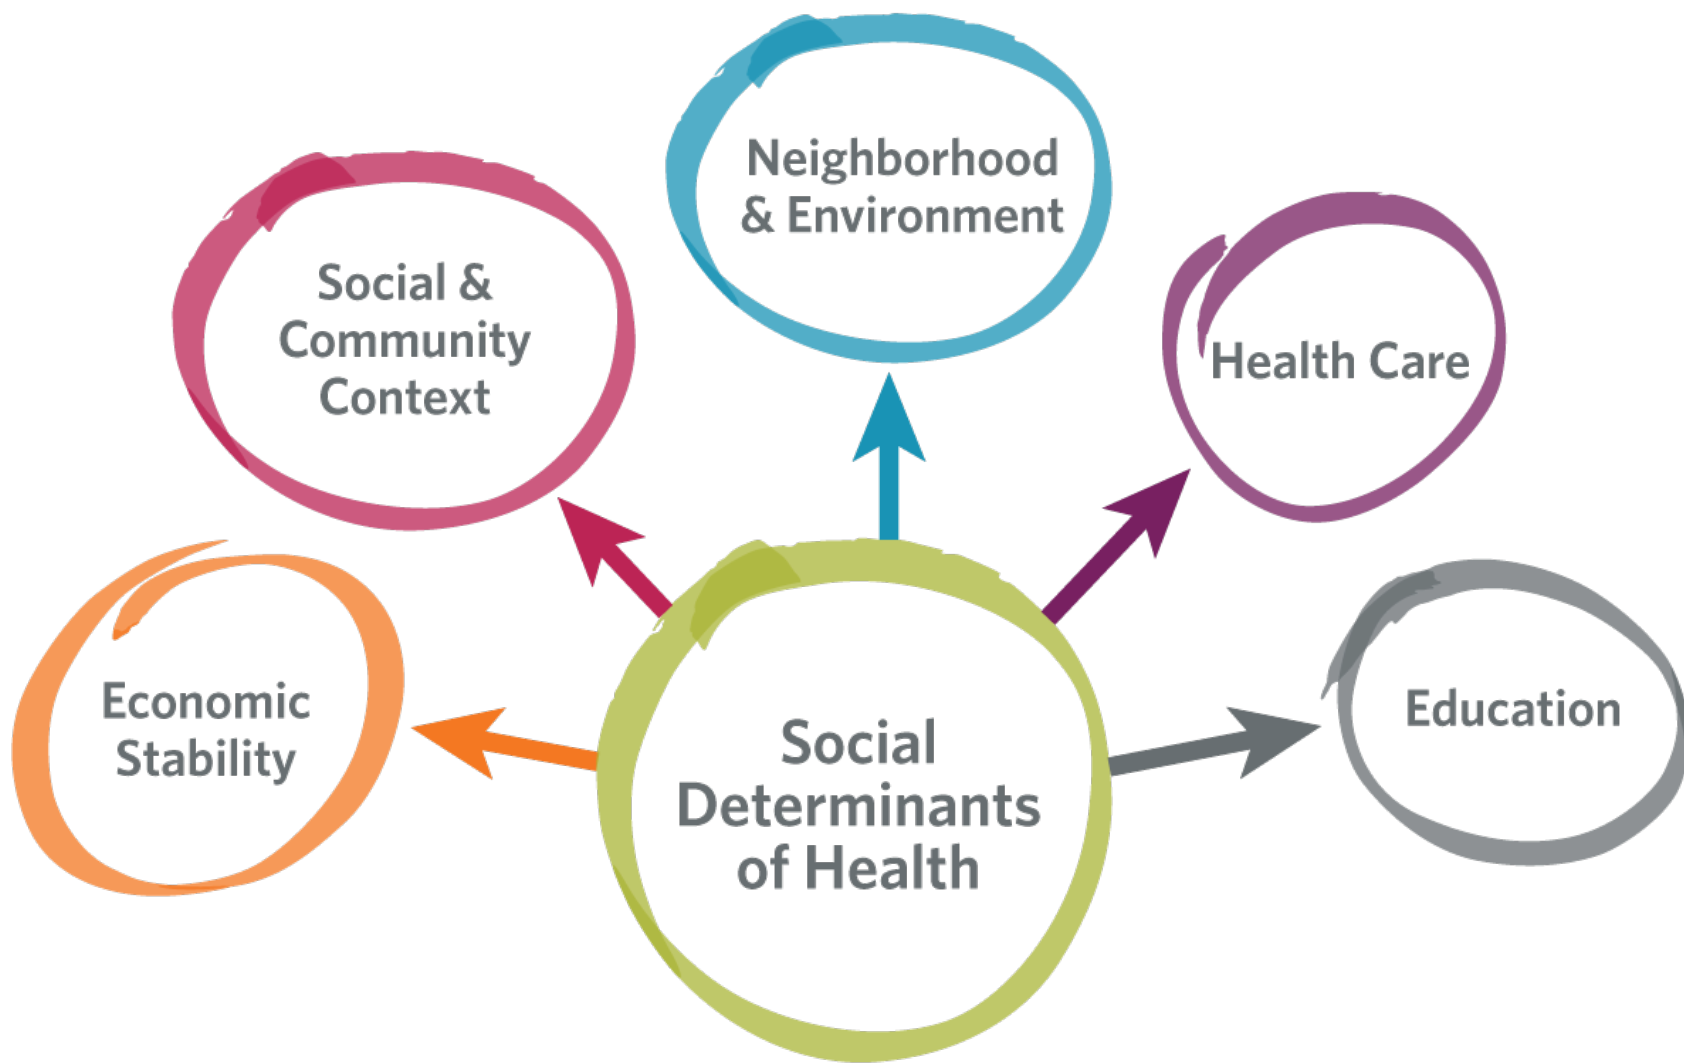 Neighborhood
& Environment
Social &
Community
Context
Health Care
Economic
Stability
Education
Social
Determinants
of Health